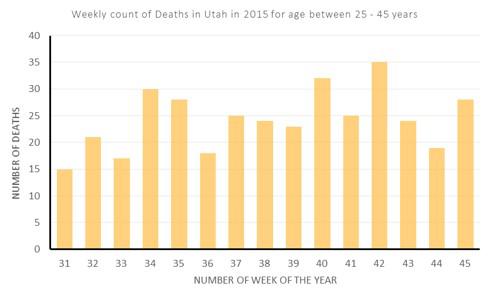 Weekly count of Deaths in Utah in 2015 for age between 25 - 45 years
NUMBER OF DEATHS
40
35
30
25
20
15
10
5
0
31 32 33 34 35 36 37 38 39 40 41 42 43 44 45
NUMBER OF WEEK OF THE YEAR